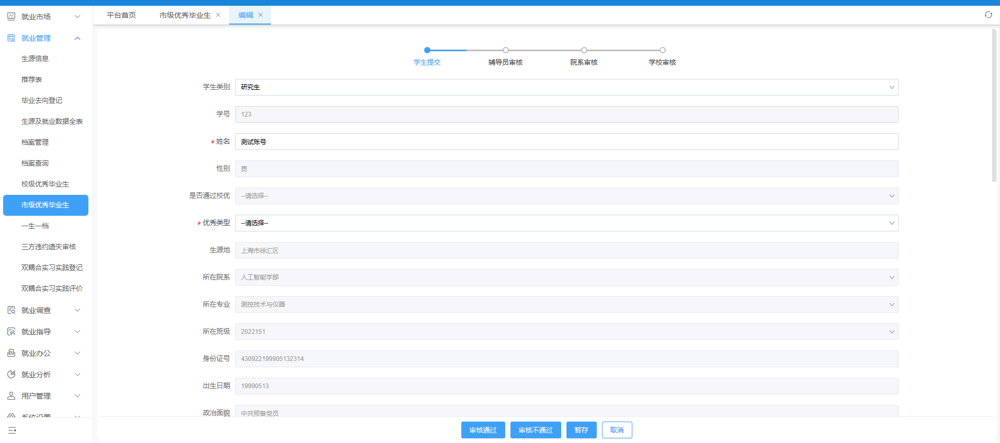 平台首页
市级优秀毕业生
编辑
就业市场
就业管理
生源信息
推荐表
毕业去向登记
生源及就业数据全表
档案管理
档案查询
校级优秀毕业生
市级优秀毕业生
一生一档
三方违约遗失审核
双耦合实习实践登记
双耦合实习实践评价
就业调查
就业指导
就业办公
就业分析
用户管理
系统设置
学生提交
辅导员审核
院系审核
学校审核
学生类别 研究生
学号 123
* 姓名 测试账号
性别 男
是否通过校优 --请选择--
* 优秀类型 --请选择--
生源地 上海市徐汇区
所在院系 人工智能学部
所在专业 测控技术与仪器
所在班级 2022151
身份证号 430922199905132314
出生日期 19990513
政治面貌 中共预备党员
审核通过
审核不通过
暂存
取消